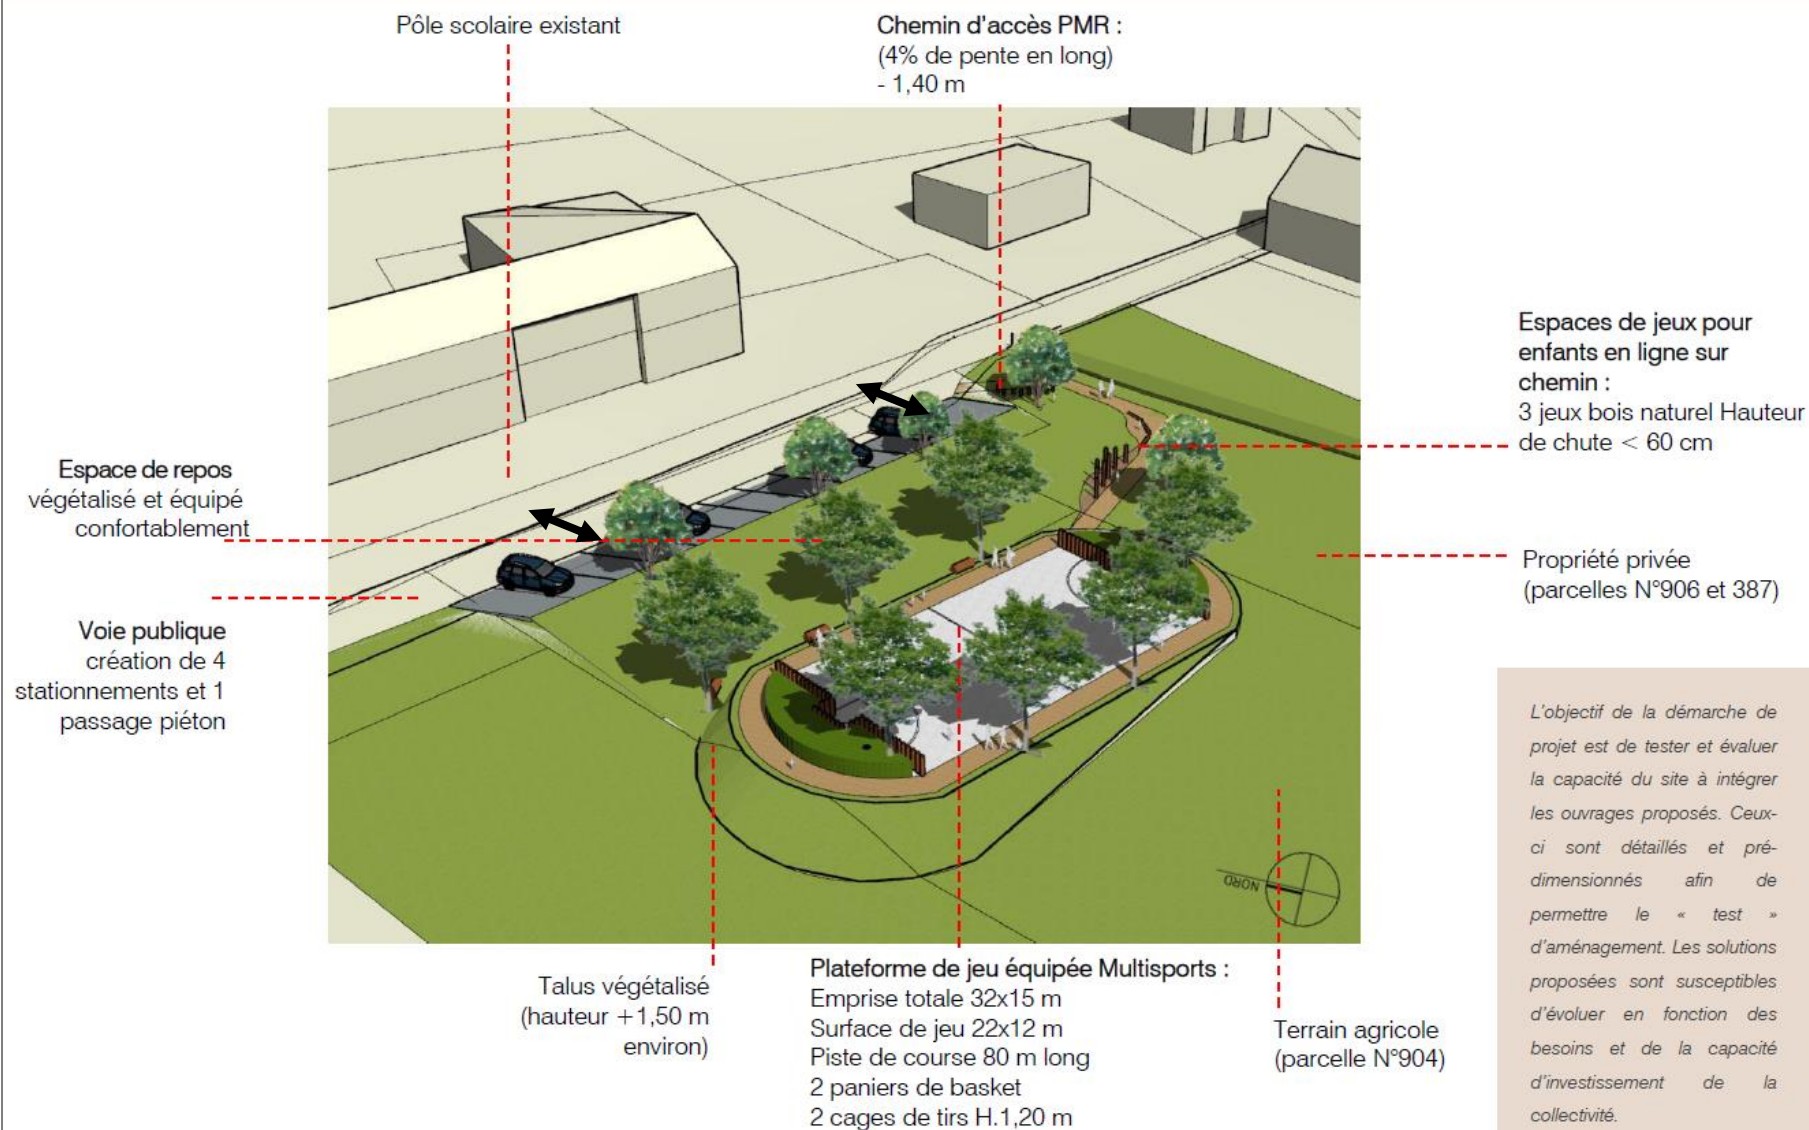 Pôle scolaire existant
Chemin d'accès PMR :
(4% de pente en long)
- 1,40 m
Espaces de jeux pour
enfants en ligne sur
chemin :
3 jeux bois naturel Hauteur
de chute < 60 cm
Espace de repos
végétalisé et équipé
confortablement
Propriété privée
(parcelles N°906 et 387)
Voie publique
création de 4
stationnements et 1
passage piéton
L'objectif de la démarche de
projet est de tester et évaluer
la capacité du site à intégrer
les ouvrages proposés. Ceux-
ci sont détaillés et pré-
dimensionnés afin de
permettre le « test »
d'aménagement. Les solutions
proposées sont susceptibles
d'évoluer en fonction des
besoins et de la capacité
d'investissement de la
collectivité.
NORD
Talus végétalisé
(hauteur +1,50 m
environ)
Plateforme de jeu équipée Multisports :
Emprise totale 32x15 m
Surface de jeu 22x12 m
Piste de course 80 m long
2 paniers de basket
2 cages de tirs H.1,20 m
Terrain agricole
(parcelle N°904)